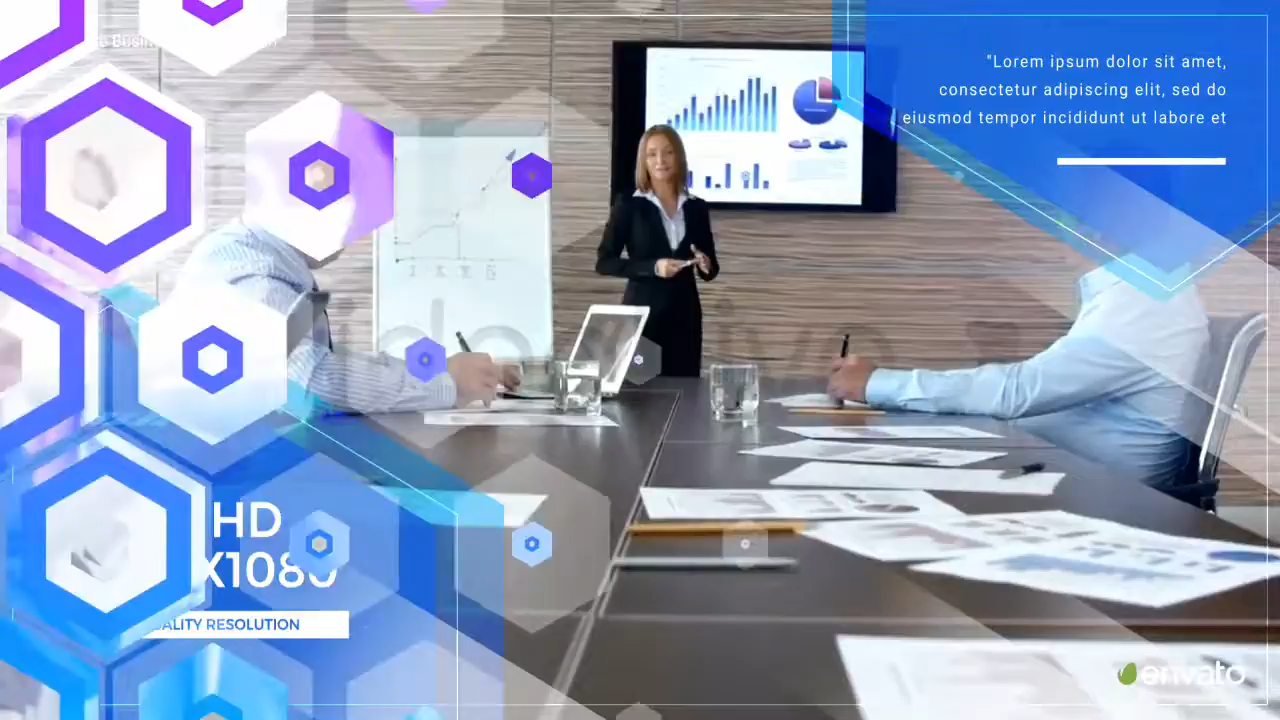 "Lorem ipsum dolor sit amet,
consectetur adipiscing elit, sed do
eiusmod tempor incididunt ut labore et
HD
X1080
ALITY RESOLUTION
envato